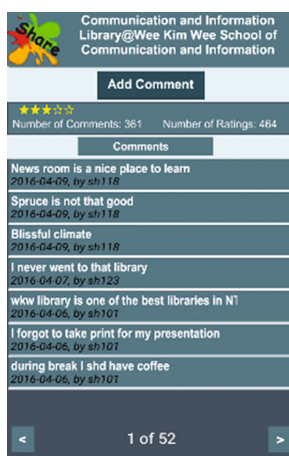 Share
Communication and Information
Library@Wee Kim Wee School of
Communication and Information
Add Comment
Number of Comments: 361 Number of Ratings: 464
Comments
News room is a nice place to learn
2016-04-09, by sh118
Spruce is not that good
2016-04-09, by sh118
Blissful climate
2016-04-09, by sh118
I never went to that library
2016-04-07, by sh123
wkw library is one of the best libraries in NT
2016-04-06, by sh101
I forgot to take print for my presentation
2016-04-06, by sh101
during break I shd have coffee
2016-04-06, by sh101
< 1 of 52 >